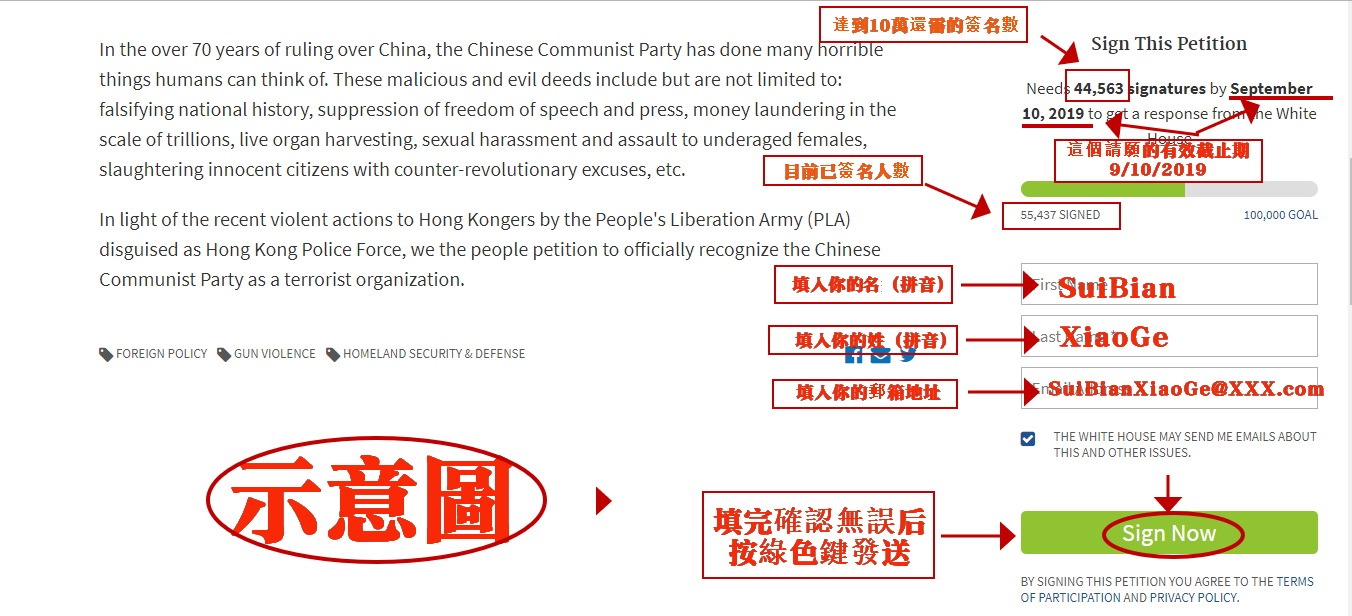 In the over 70 years of ruling over China, the Chinese Communist Party has done many horrible
things humans can think of. These malicious and evil deeds include but are not limited to:
falsifying national history, suppression of freedom of speech and press, money laundering in the
scale of trillions, live organ harvesting, sexual harassment and assault to underaged females,
slaughtering innocent citizens with counter-revolutionary excuses, etc.
In light of the recent violent actions to Hong Kongers by the People's Liberation Army (PLA)
disguised as Hong Kong Police Force, we the people petition to officially recognize the Chinese
Communist Party as a terrorist organization.
FOREIGN POLICY GUN VIOLENCE HOMELAND SECURITY & DEFENSE
示意圖
達到10萬還需的簽名數
Sign This Petition
Needs 44,563 signatures by September
10, 2019 to get a response from the White
House
這個請願的有效截止期
9/10/2019
目前已簽名人數
55,437 SIGNED
100,000 GOAL
填入你的名（拼音）
First Name
SuiBian
填入你的姓（拼音）
Last Name*
XiaoGe
填入你的郵箱地址
Email Address
SuiBianXiaoGe@XXX.com
THE WHITE HOUSE MAY SEND ME EMAILS ABOUT
THIS AND OTHER ISSUES.
填完確認無誤后
按綠色鍵發送
Sign Now
BY SIGNING THIS PETITION YOU AGREE TO THE TERMS
OF PARTICIPATION AND PRIVACY POLICY.